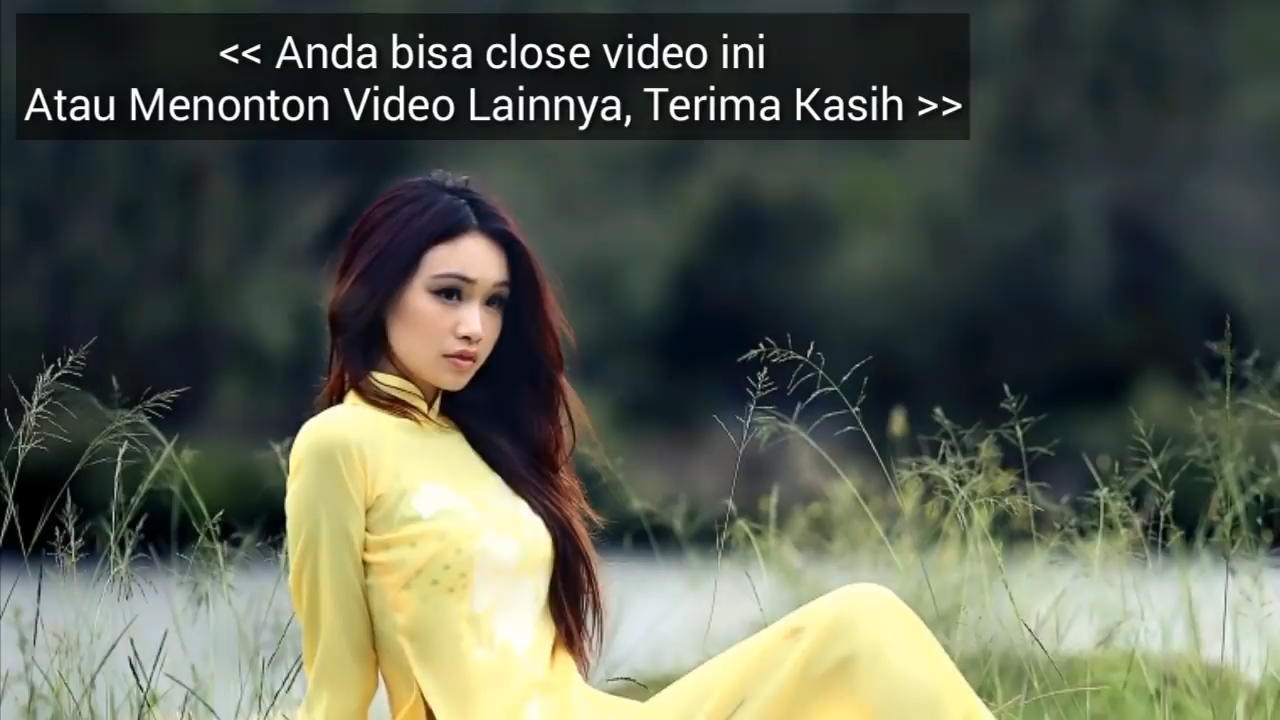 << Anda bisa close video ini
Atau Menonton Video Lainnya, Terima Kasih >>